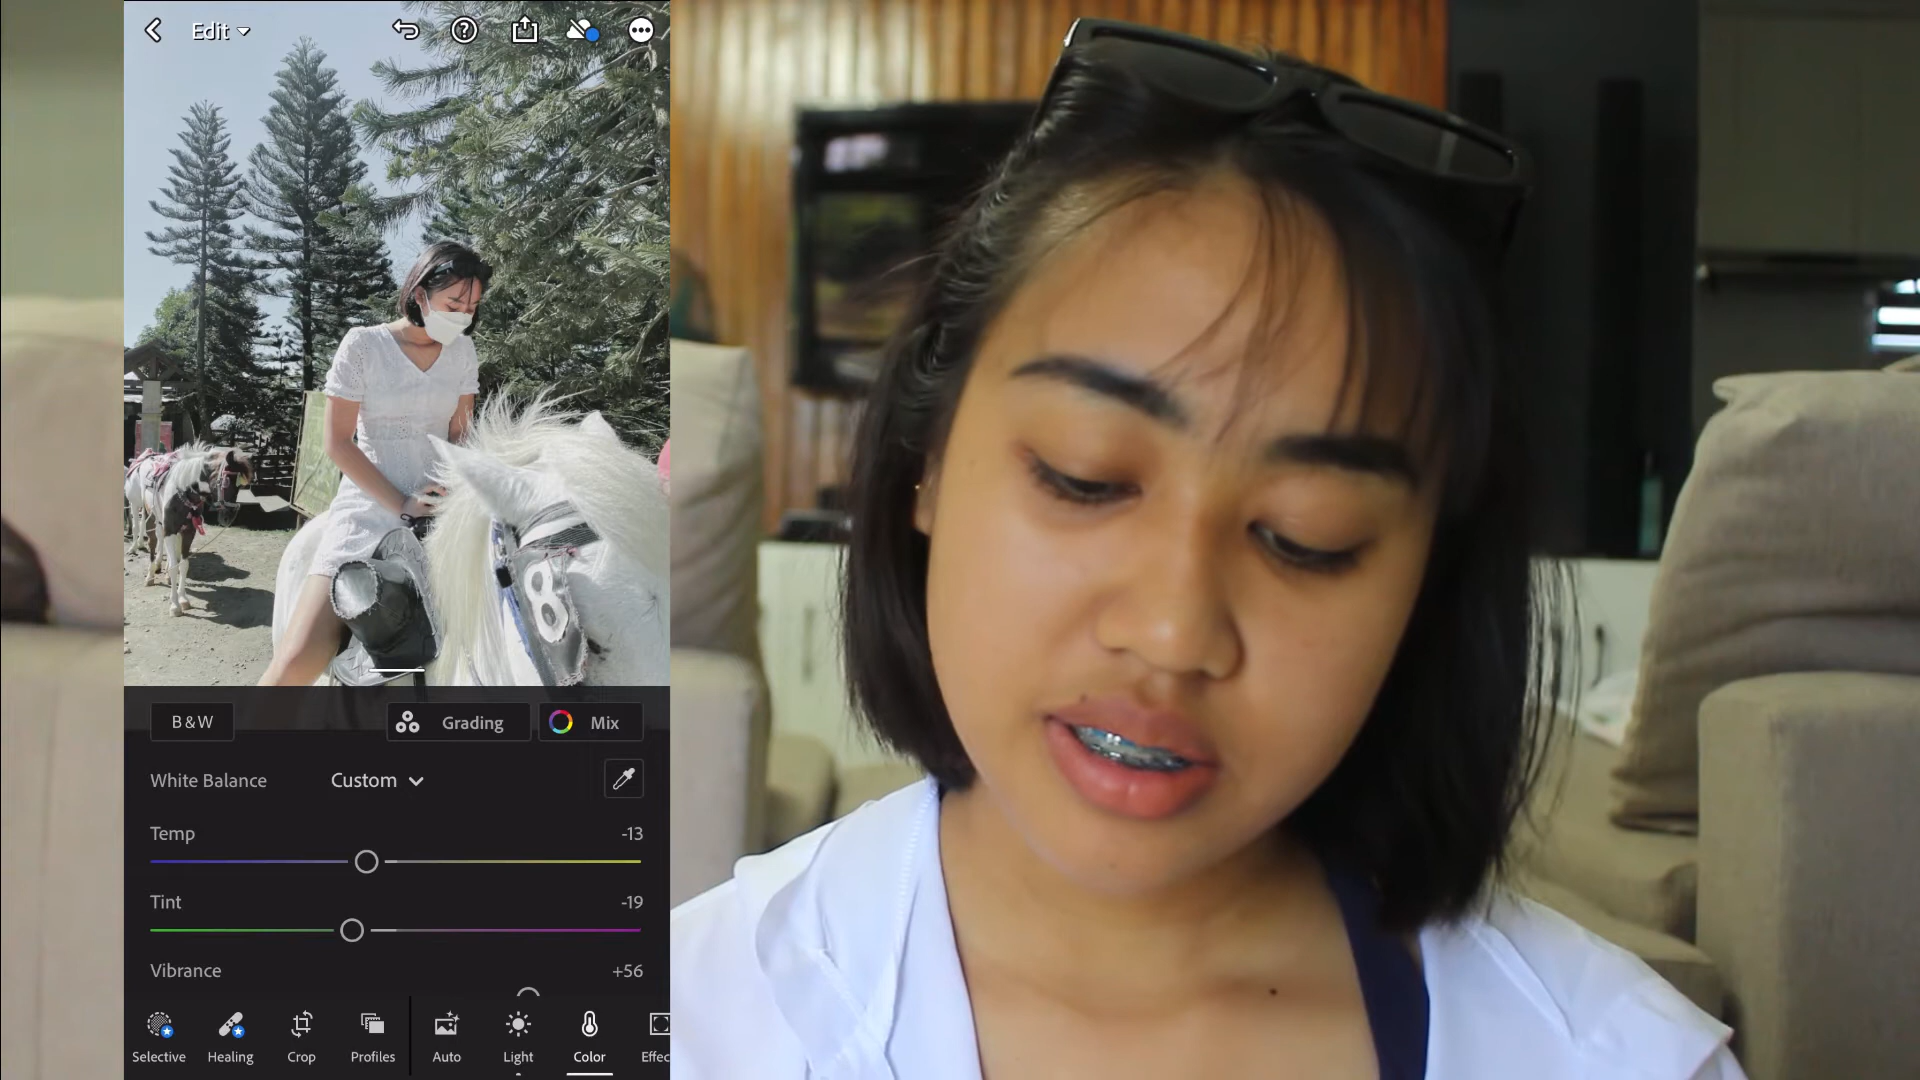 Edit
8
B&W
Grading
Mix
White Balance
Custom
Temp
-13
Tint
-19
Vibrance
+56
Selective
Healing
Crop
Profiles
Auto
Light
Color
Effec